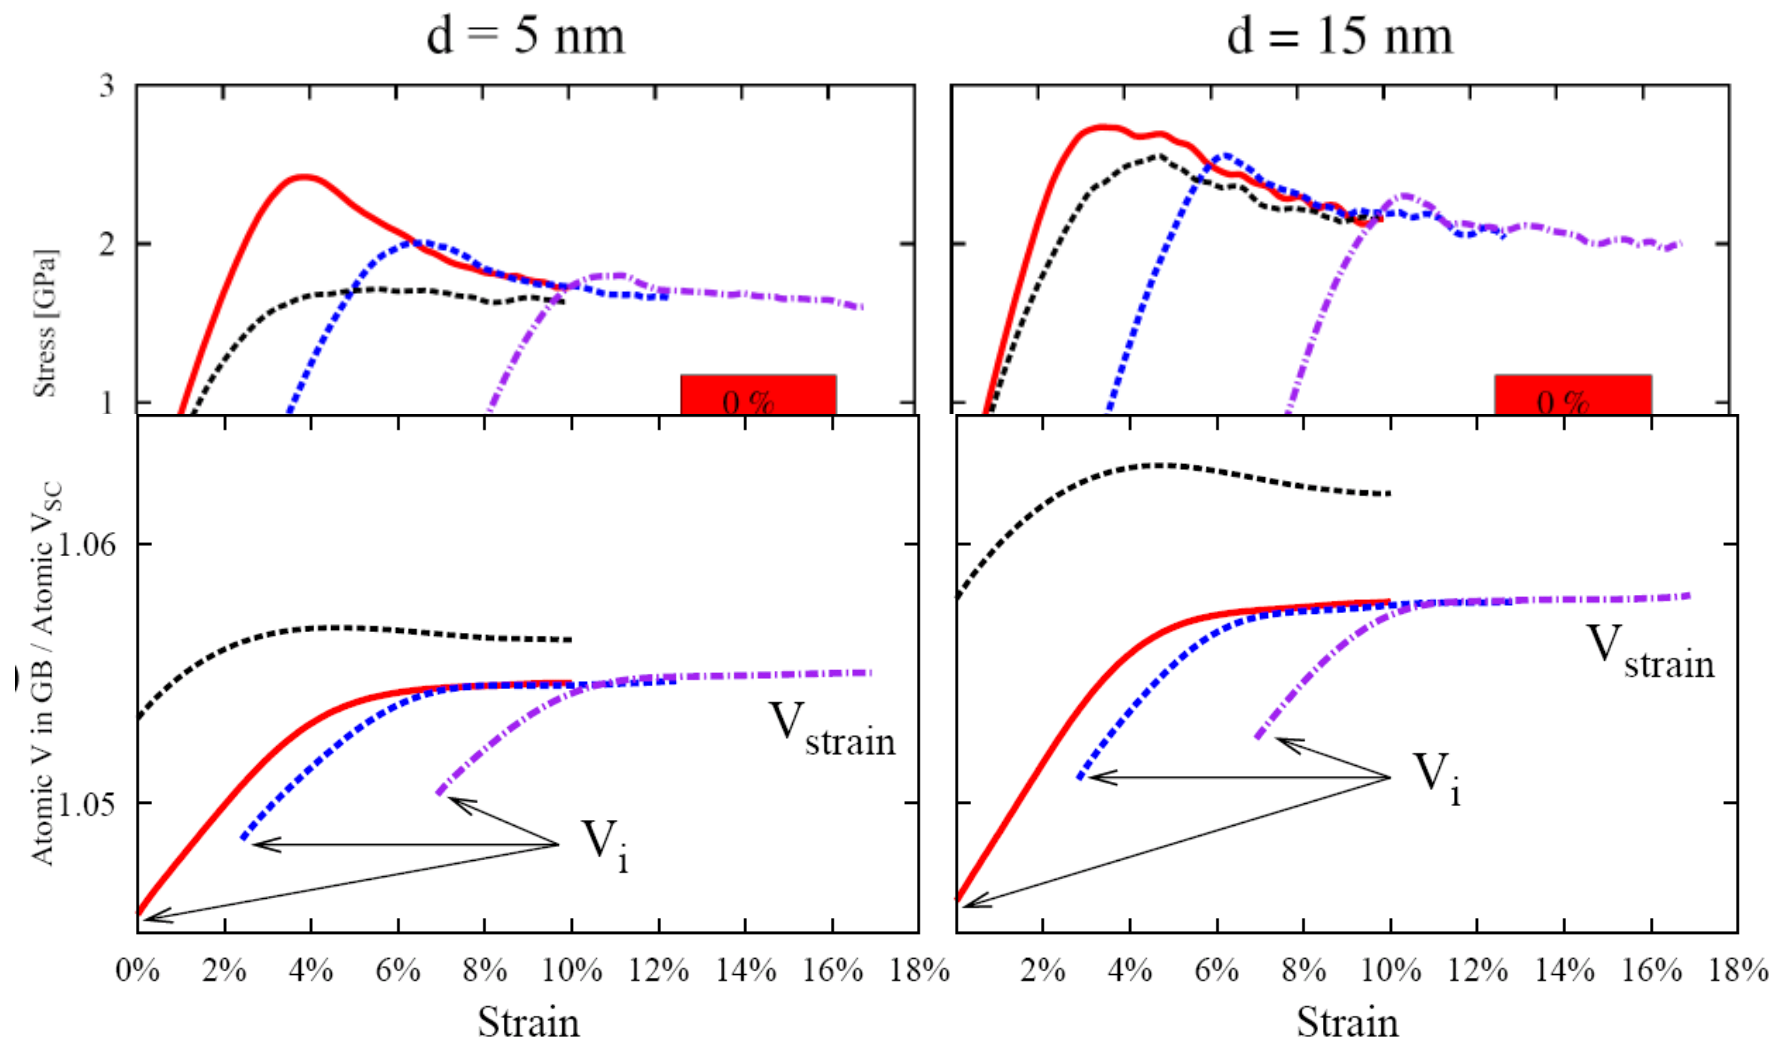 d = 5 nm
d = 15 nm
3
2
1
Stress [GPa]
0 %
0 %
1.06
1.05
Atomic V in GB / Atomic V_SC
V_strain
V_i
V_strain
V_i
0% 2% 4% 6% 8% 10% 12% 14% 16% 18%
2% 4% 6% 8% 10% 12% 14% 16% 18%
Strain
Strain